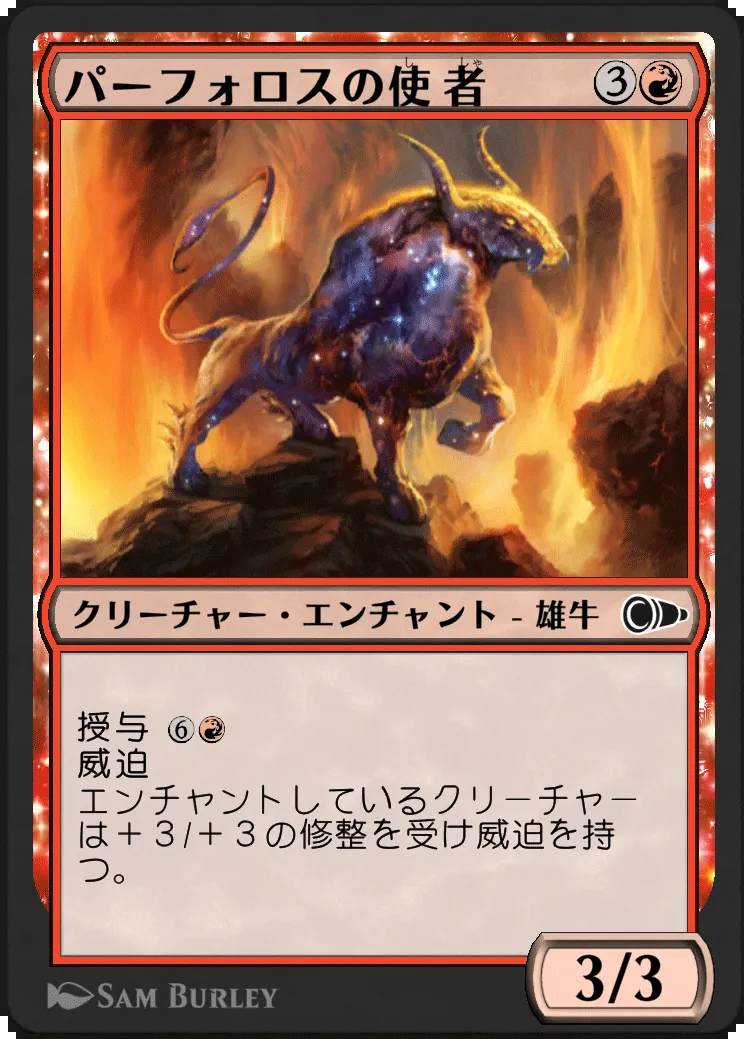 パーフォロスの使者 3
クリーチャー・エンチャント - 雄牛
授与 6
威迫
エンチャントしているクリーチャー
は＋３/＋３の修整を受け威迫を持
つ。
3/3
SAM BURLEY